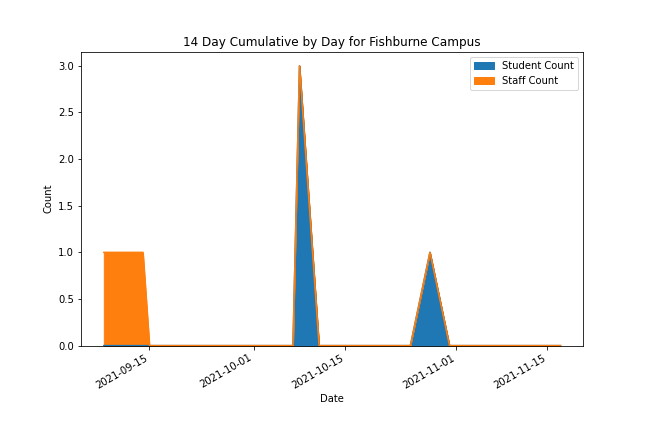 14 Day Cumulative by Day for Fishburne Campus
Student Count
Staff Count
3.0
2.5
2.0
1.5
1.0
0.5
0.0
Count
2021-09-15
2021-10-01
2021-10-15
2021-11-01
2021-11-15
Date